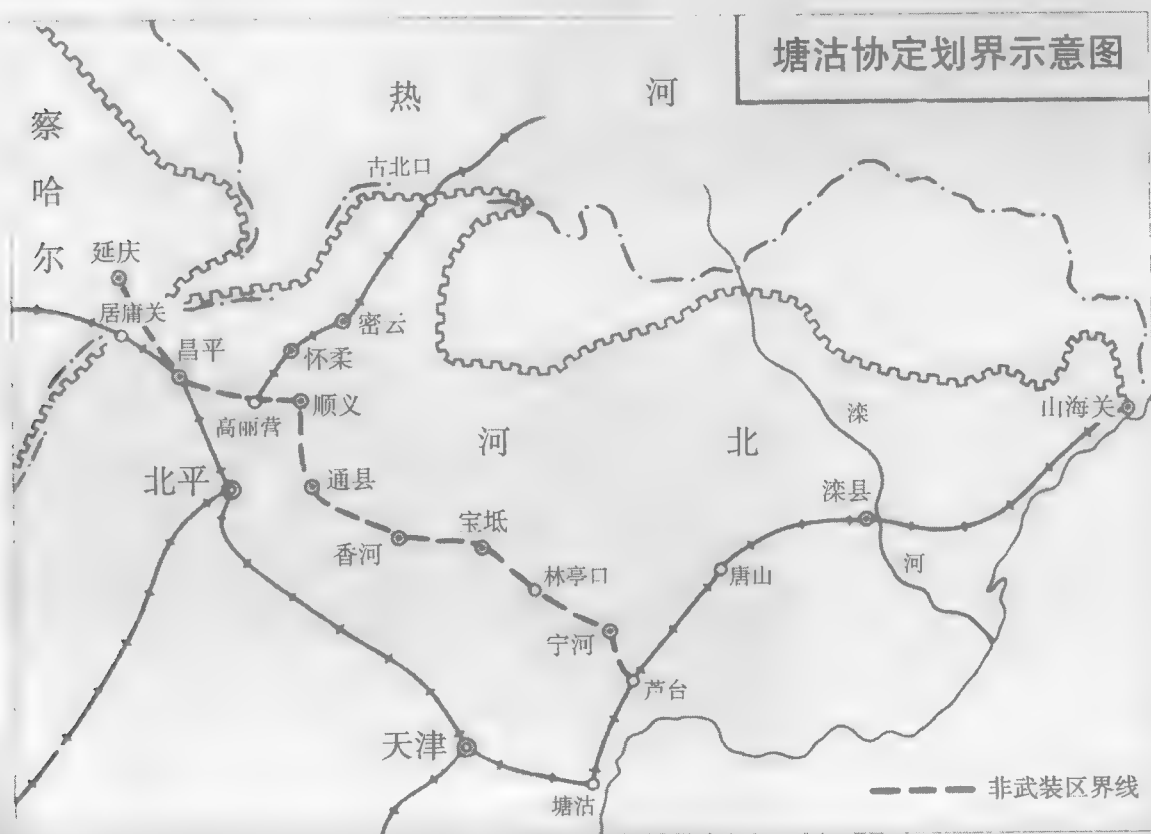 塘沽协定划界示意图
热河
察哈尔
古北口
延庆
居庸关
昌平
密云
怀柔
高丽营
顺义
山海关
河北
滦河
北平
通县
滦县
香河
宝坻
林亭口
唐山
宁河
芦台
天津
塘沽
非武装区界线